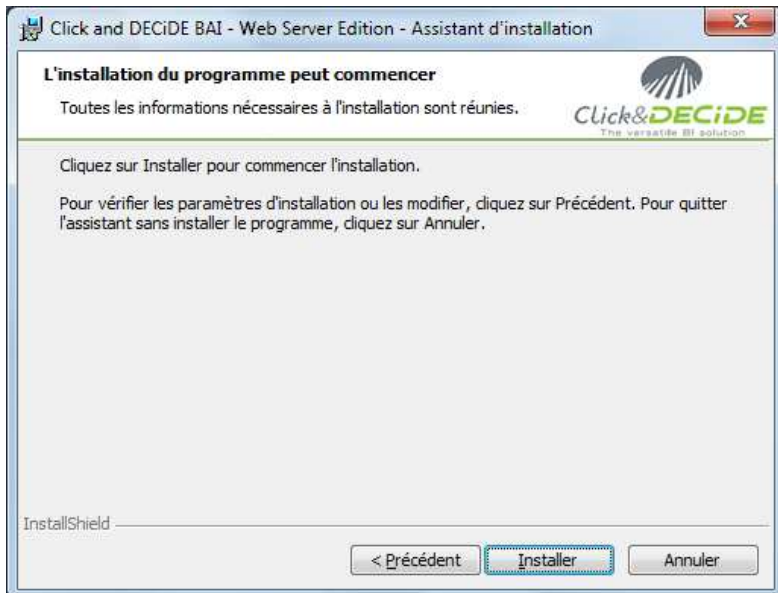 Click and DECiDE BAI - Web Server Edition - Assistant d'installation
L'installation du programme peut commencer
Toutes les informations nécessaires à l'installation sont réunies.
Click&DECiDE
The versatile BI solution
Cliquez sur Installer pour commencer l'installation.
Pour vérifier les paramètres d'installation ou les modifier, cliquez sur Précédent. Pour quitter
l'assistant sans installer le programme, cliquez sur Annuler.
InstallShield
< Précédent
Installer
Annuler